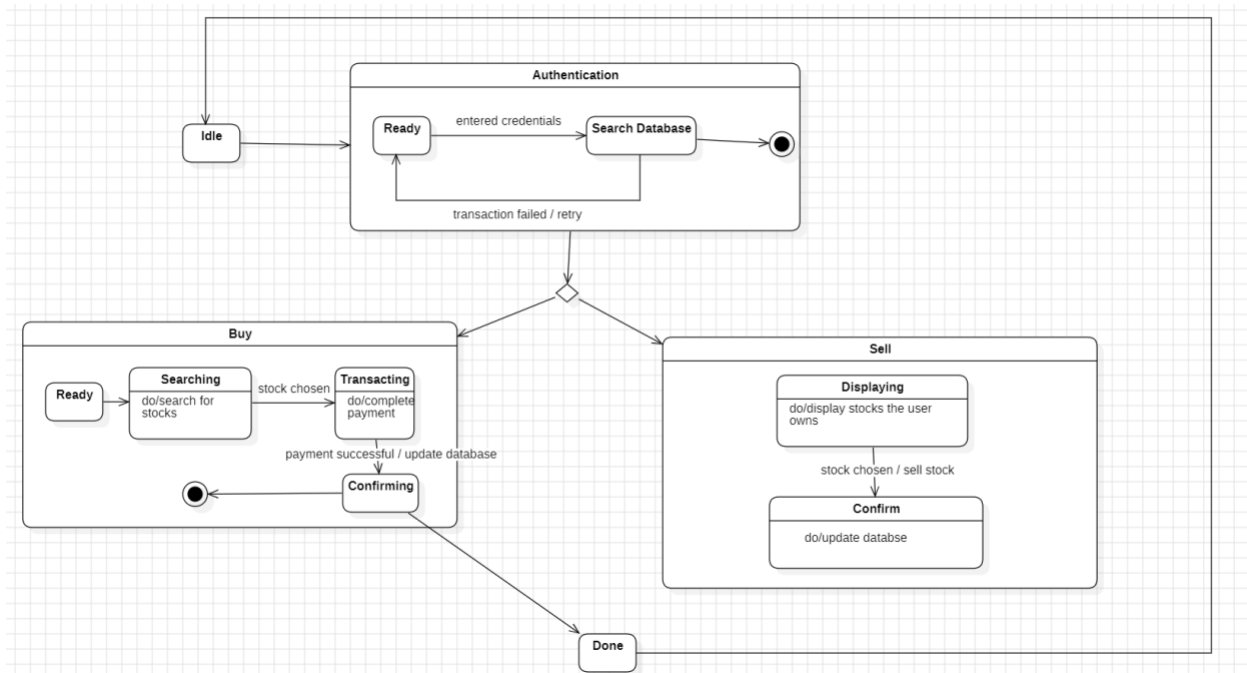 Authentication
Idle
Ready
entered credentials
Search Database
transaction failed / retry
Buy
Ready
Searching
do/search for
stocks
stock chosen
Transacting
do/complete
payment
payment successful / update database
Confirming
Sell
Displaying
do/display stocks the user
owns
stock chosen / sell stock
Confirm
do/update databse
Done